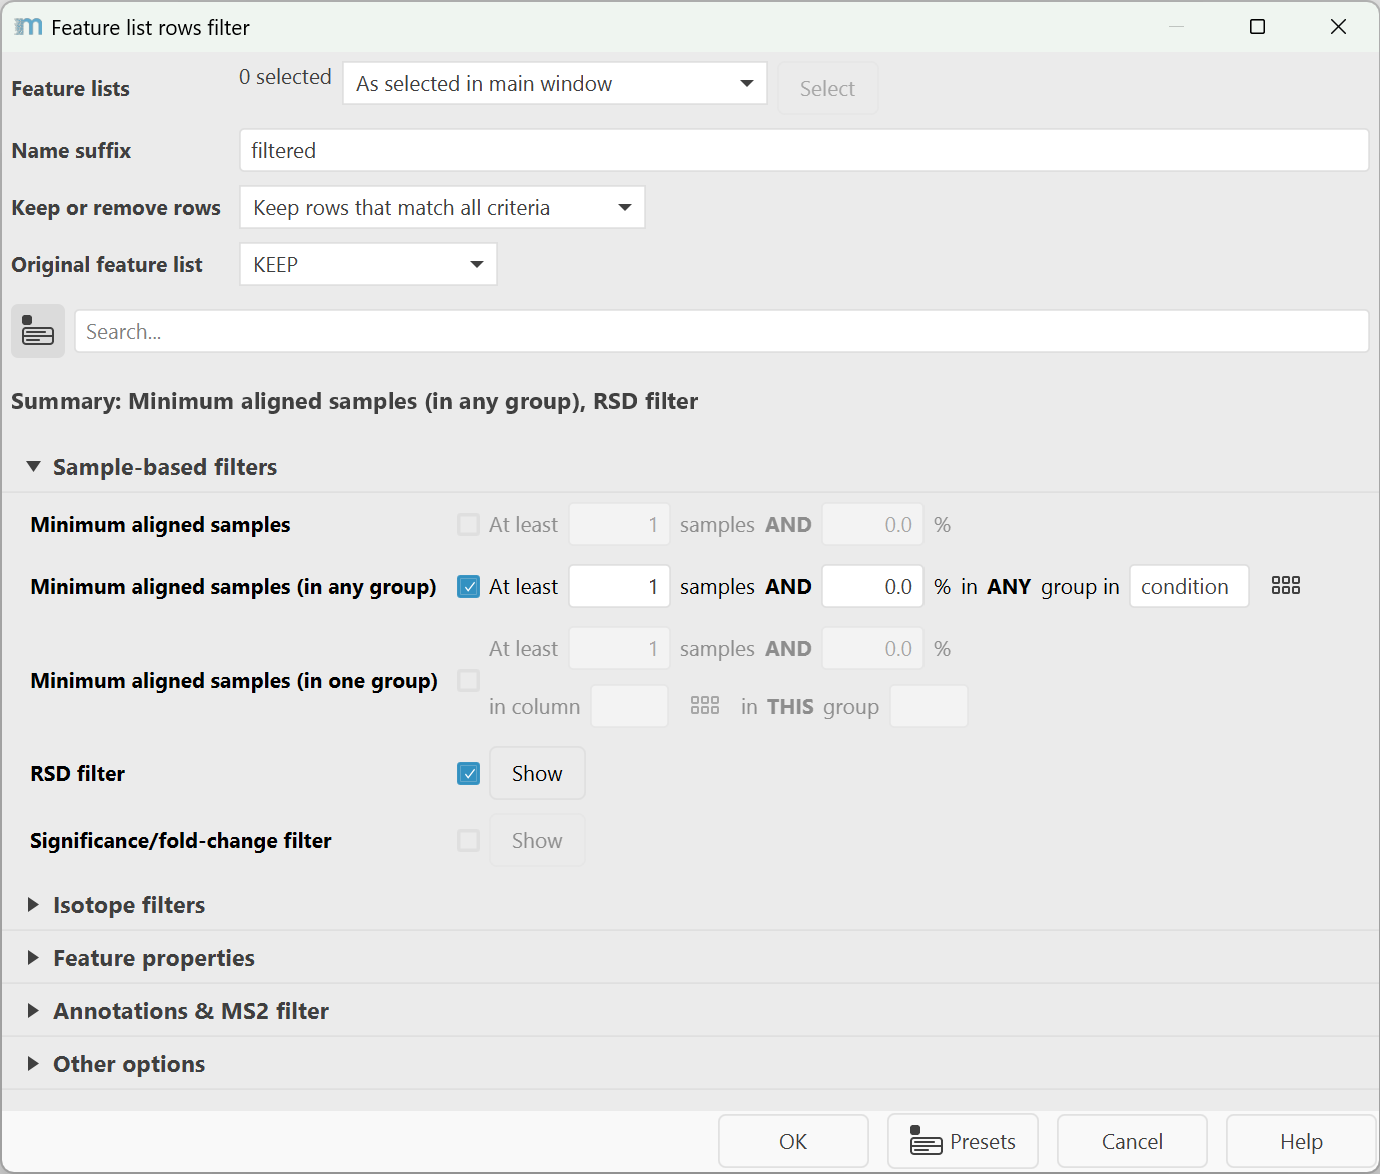 m Feature list rows filter
Feature lists 0 selected As selected in main window Select
Name suffix filtered
Keep or remove rows Keep rows that match all criteria
Original feature list KEEP
Search...
Summary: Minimum aligned samples (in any group), RSD filter
Sample-based filters
Minimum aligned samples At least 1 samples AND 0.0 %
Minimum aligned samples (in any group) At least 1 samples AND 0.0 % in ANY group in condition
Minimum aligned samples (in one group) At least 1 samples AND 0.0 %
in column in THIS group
RSD filter Show
Significance/fold-change filter Show
Isotope filters
Feature properties
Annotations & MS2 filter
Other options
OK Presets Cancel Help